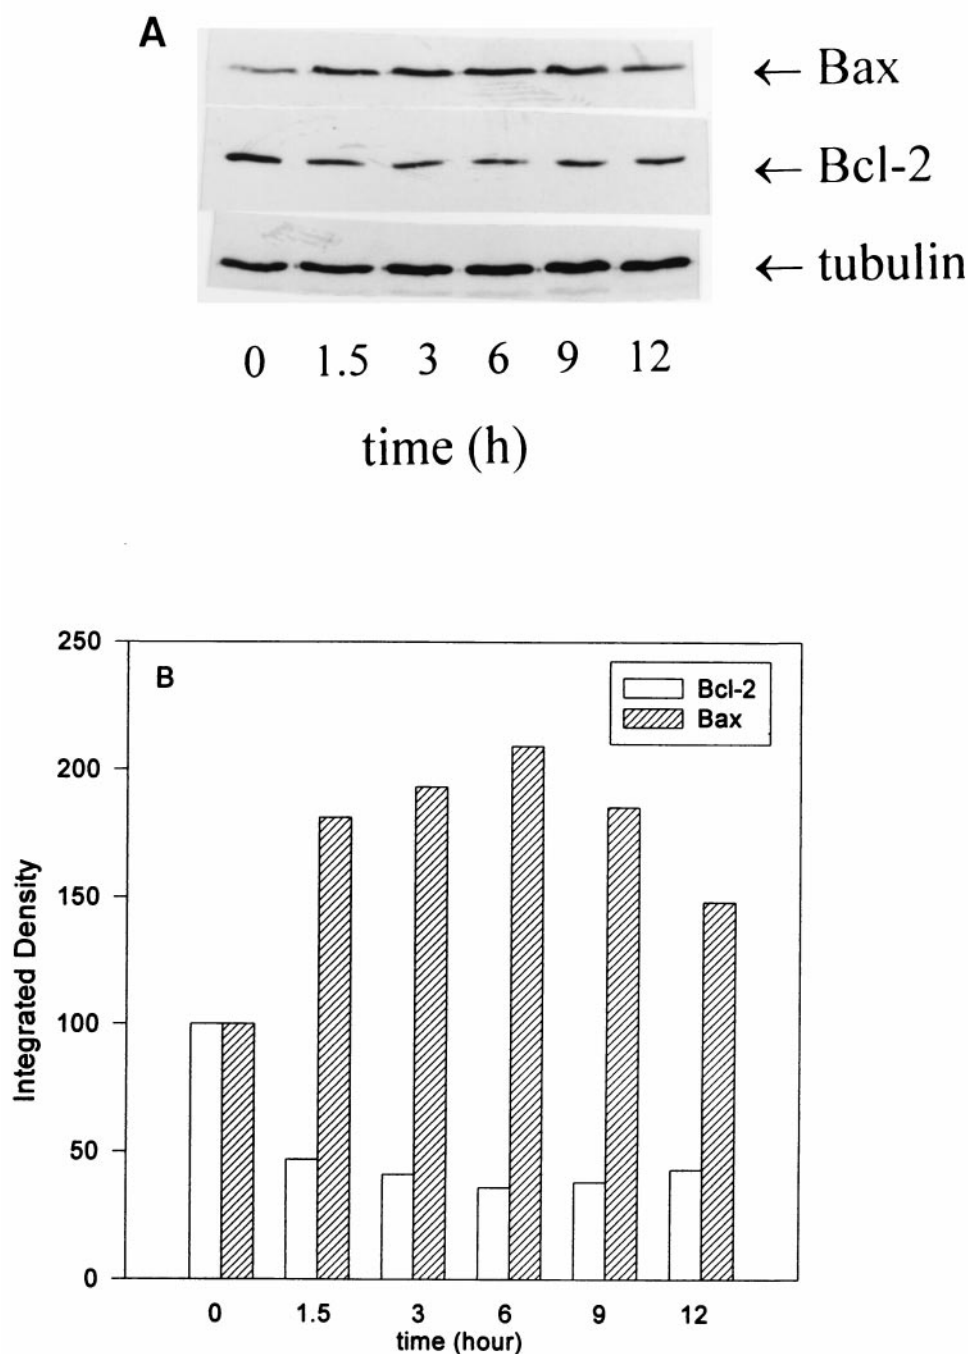 A
← Bax
← Bcl-2
← tubulin
0 1.5 3 6 9 12
time (h)
250
B
Bcl-2
Bax
200
150
100
50
0
Integrated Density
0 1.5 3 6 9 12
time (hour)